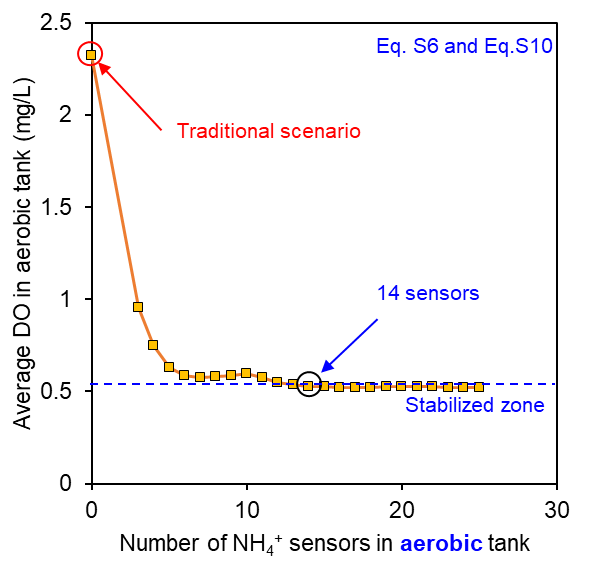 2.5
Eq. S6 and Eq.S10
2
Traditional scenario
1.5
1
14 sensors
0.5
Stabilized zone
0
0
10
20
30
Average DO in aerobic tank (mg/L)
Number of NH₄⁺ sensors in aerobic tank